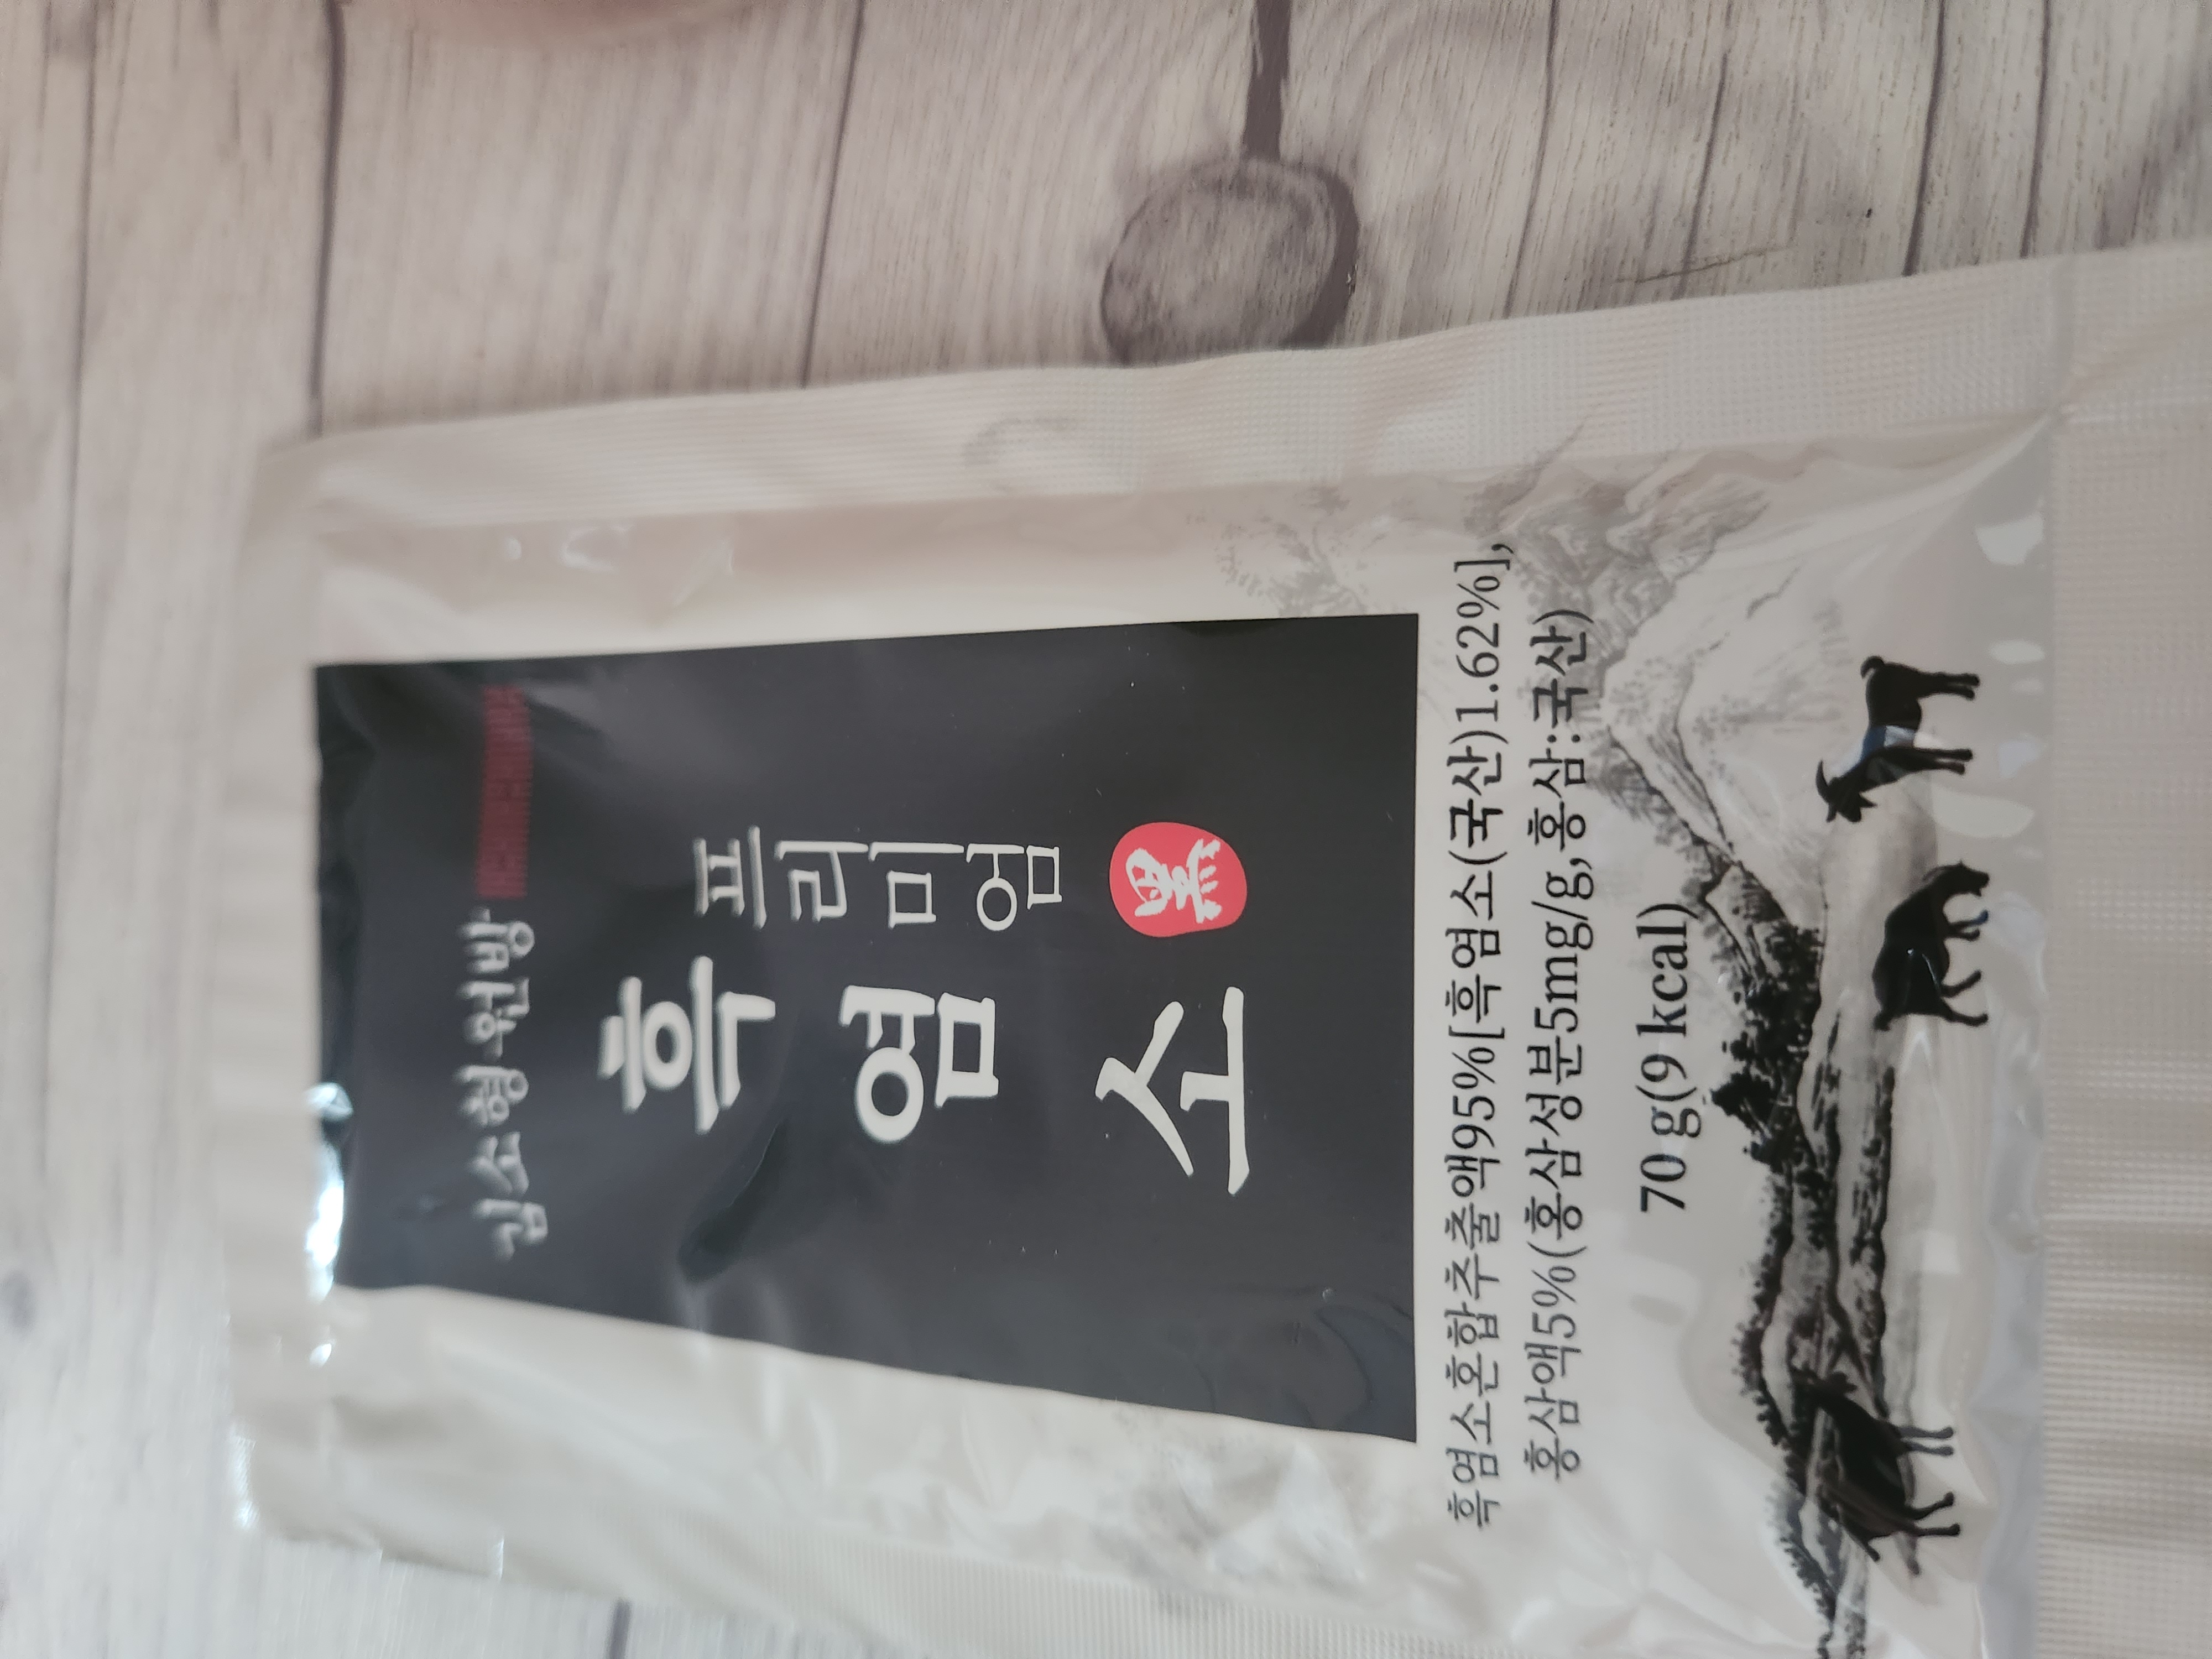 김소형 원방
프리미엄
흑염소
흑염소혼합추출액95%[흑염소(국산)1.62%],
홍삼액5%(홍삼성분5mg/g,홍삼:국산)
70 g(9 kcal)